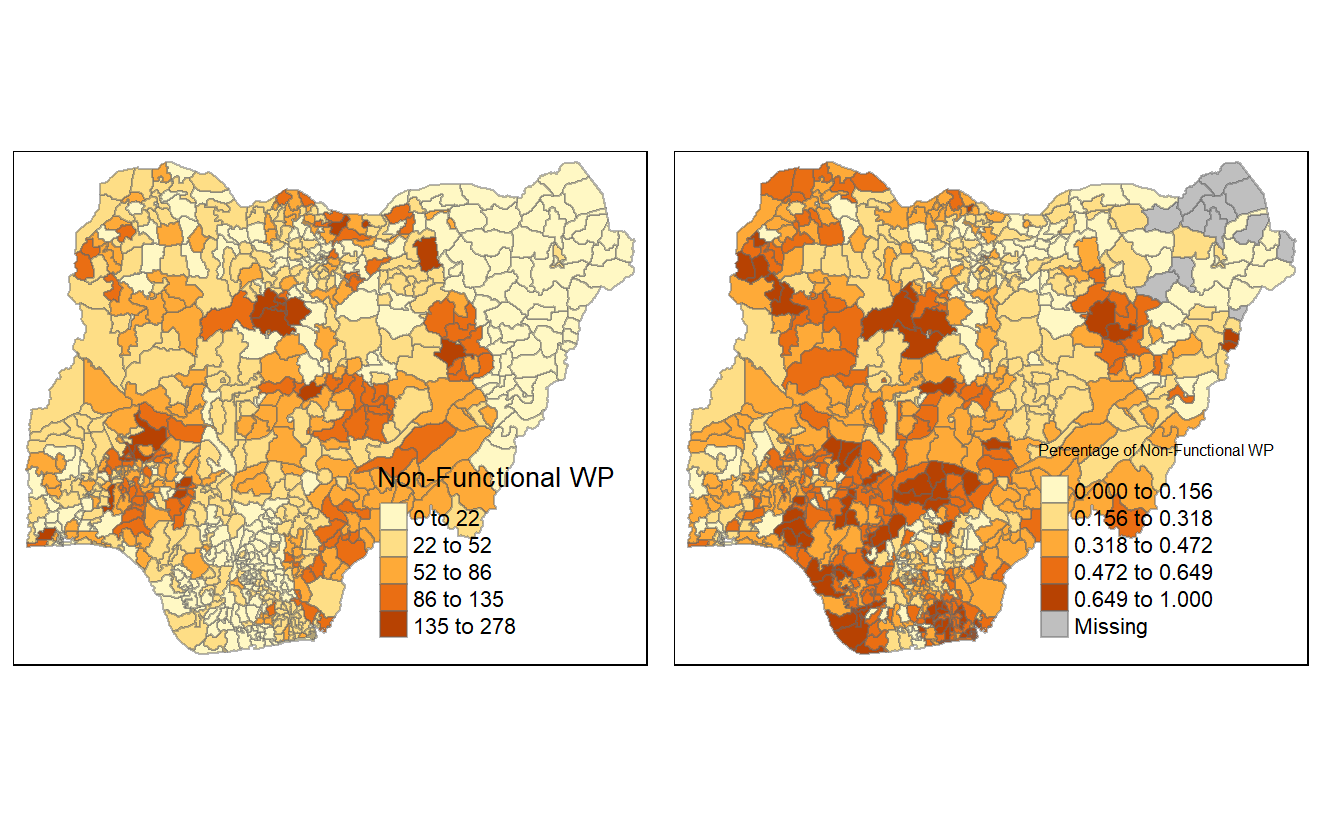 Non-Functional WP
0 to 22
22 to 52
52 to 86
86 to 135
135 to 278
Percentage of Non-Functional WP
0.000 to 0.156
0.156 to 0.318
0.318 to 0.472
0.472 to 0.649
0.649 to 1.000
Missing